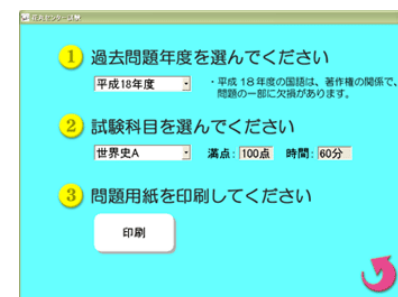 1 過去問題年度を選んでください
平成18年度
・平成 18 年度の国語は、著作権の関係で、
問題の一部に欠損があります。
2 試験科目を選んでください
世界史A 満点: 100点 時間: 60分
3 問題用紙を印刷してください
印刷